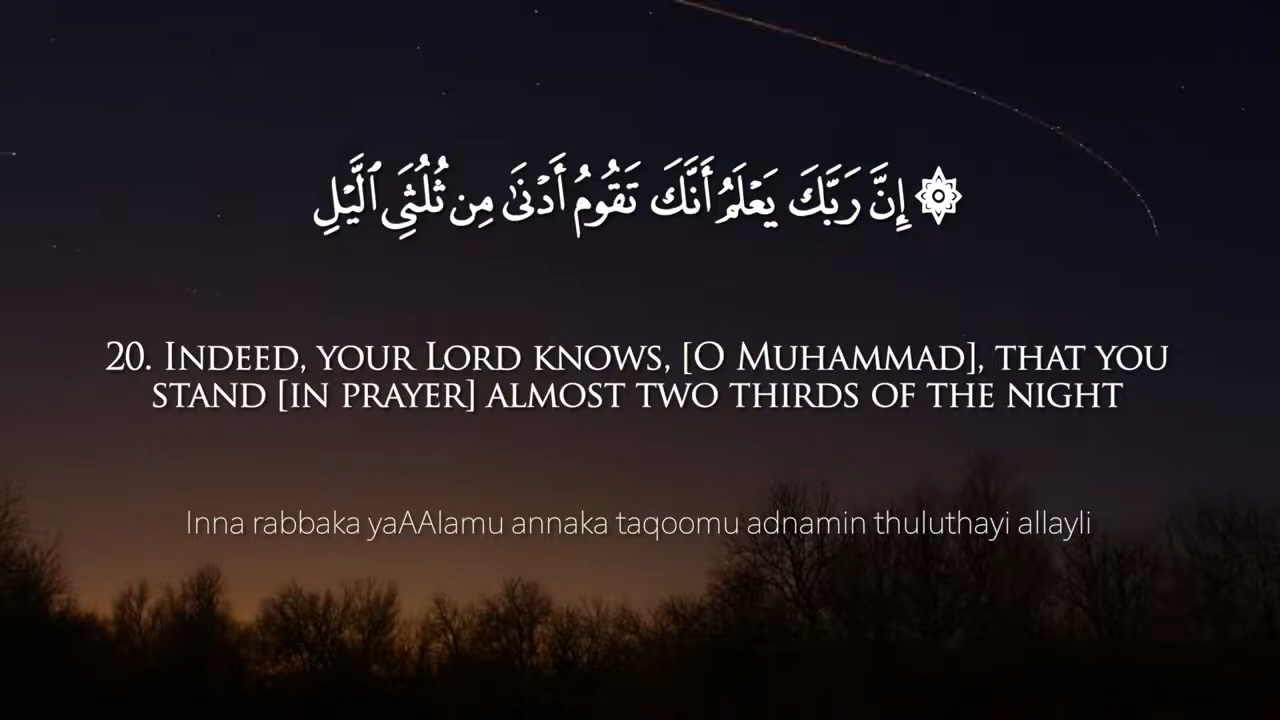 ۞ إِنَّ رَبَّكَ يَعْلَمُ أَنَّكَ تَقُومُ أَدْنَىٰ مِن ثُلُثَيِ ٱلَّيْلِ
20. Indeed, your Lord knows, [O Muhammad], that you
stand [in prayer] almost two thirds of the night
Inna rabbaka yaAAlamu annaka taqoomu adnamin thuluthayi allayli